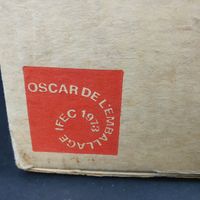 OSCAR DE L'EMBALLAGE IFEC 1973